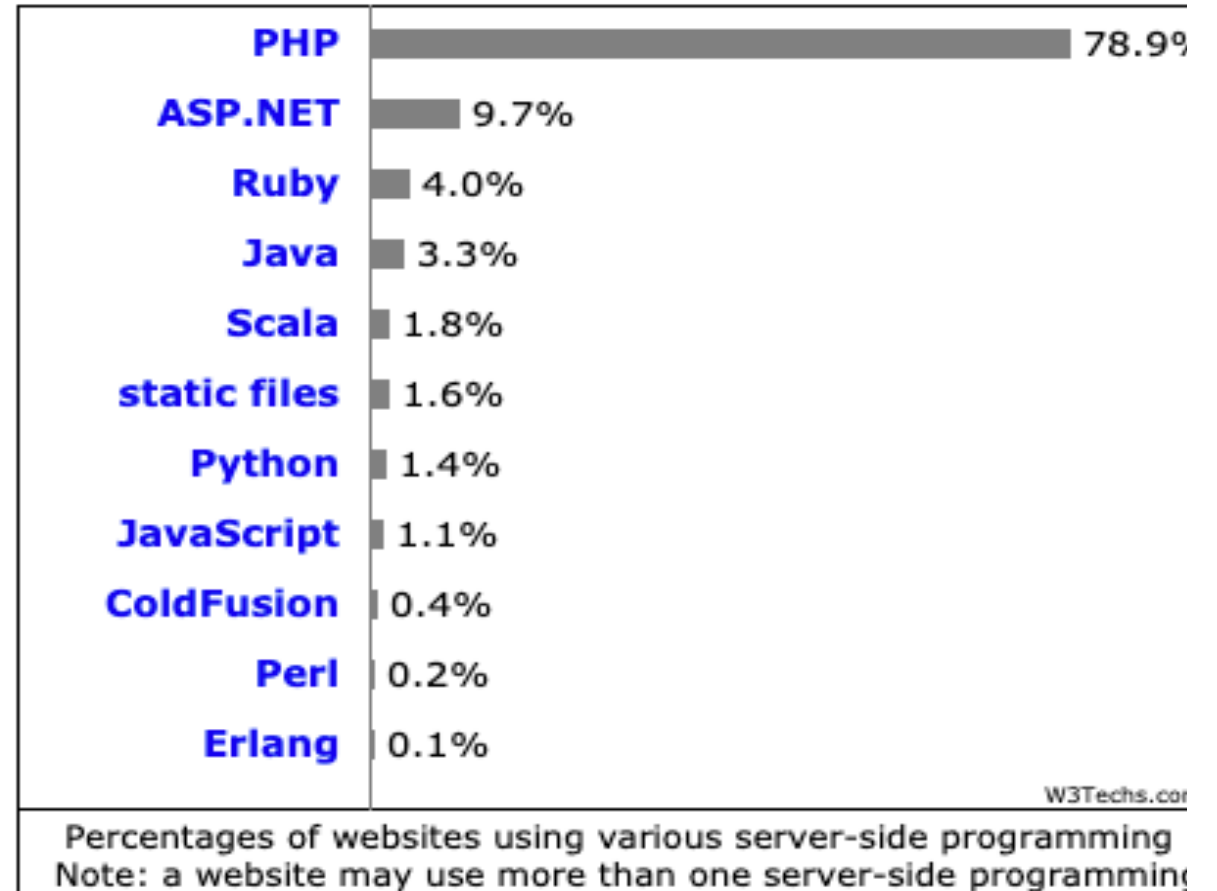 PHP 78.9%
ASP.NET 9.7%
Ruby 4.0%
Java 3.3%
Scala 1.8%
static files 1.6%
Python 1.4%
JavaScript 1.1%
ColdFusion 0.4%
Perl 0.2%
Erlang 0.1%
W3Techs.com
Percentages of websites using various server-side programming
Note: a website may use more than one server-side programming